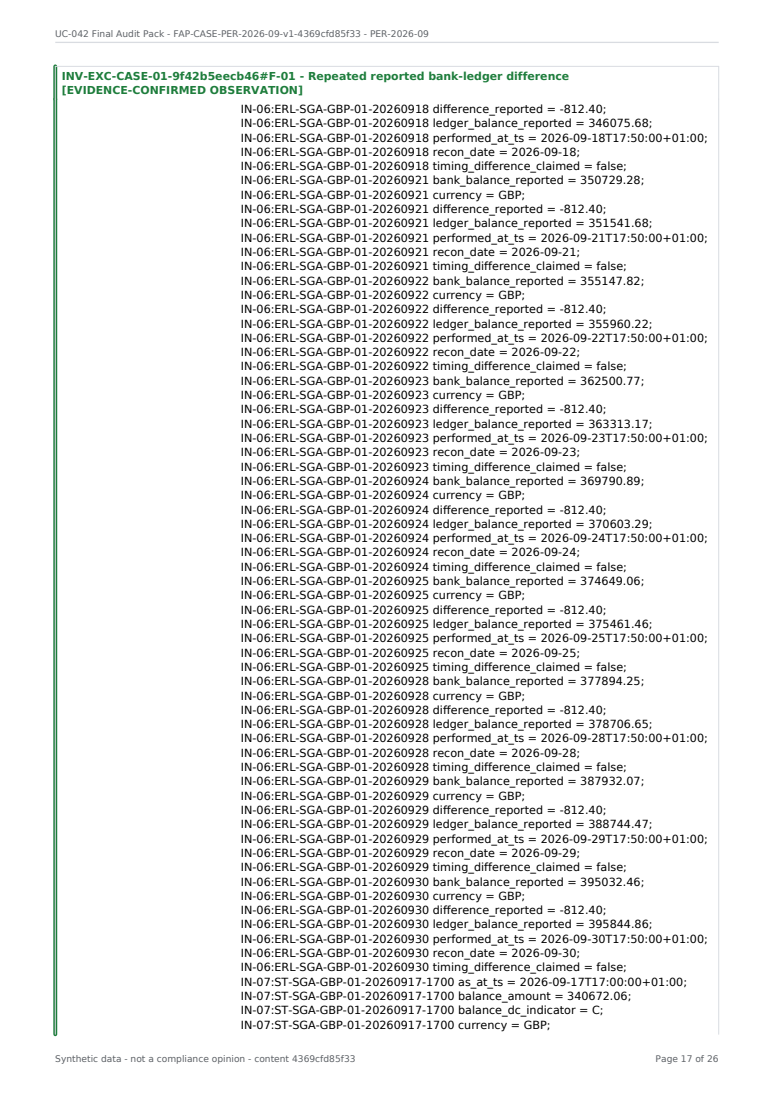 UC-042 Final Audit Pack - FAP-CASE-PER-2026-09-v1-4369cfd85f33 - PER-2026-09
INV-EXC-CASE-01-9f42b5eecb46#F-01 - Repeated reported bank-ledger difference
[EVIDENCE-CONFIRMED OBSERVATION]
IN-06:ERL-SGA-GBP-01-20260918 difference_reported = -812.40;
IN-06:ERL-SGA-GBP-01-20260918 ledger_balance_reported = 346075.68;
IN-06:ERL-SGA-GBP-01-20260918 performed_at_ts = 2026-09-18T17:50:00+01:00;
IN-06:ERL-SGA-GBP-01-20260918 recon_date = 2026-09-18;
IN-06:ERL-SGA-GBP-01-20260918 timing_difference_claimed = false;
IN-06:ERL-SGA-GBP-01-20260921 bank_balance_reported = 350729.28;
IN-06:ERL-SGA-GBP-01-20260921 currency = GBP;
IN-06:ERL-SGA-GBP-01-20260921 difference_reported = -812.40;
IN-06:ERL-SGA-GBP-01-20260921 ledger_balance_reported = 351541.68;
IN-06:ERL-SGA-GBP-01-20260921 performed_at_ts = 2026-09-21T17:50:00+01:00;
IN-06:ERL-SGA-GBP-01-20260921 recon_date = 2026-09-21;
IN-06:ERL-SGA-GBP-01-20260921 timing_difference_claimed = false;
IN-06:ERL-SGA-GBP-01-20260922 bank_balance_reported = 355147.82;
IN-06:ERL-SGA-GBP-01-20260922 currency = GBP;
IN-06:ERL-SGA-GBP-01-20260922 difference_reported = -812.40;
IN-06:ERL-SGA-GBP-01-20260922 ledger_balance_reported = 355960.22;
IN-06:ERL-SGA-GBP-01-20260922 performed_at_ts = 2026-09-22T17:50:00+01:00;
IN-06:ERL-SGA-GBP-01-20260922 recon_date = 2026-09-22;
IN-06:ERL-SGA-GBP-01-20260922 timing_difference_claimed = false;
IN-06:ERL-SGA-GBP-01-20260923 bank_balance_reported = 362500.77;
IN-06:ERL-SGA-GBP-01-20260923 currency = GBP;
IN-06:ERL-SGA-GBP-01-20260923 difference_reported = -812.40;
IN-06:ERL-SGA-GBP-01-20260923 ledger_balance_reported = 363313.17;
IN-06:ERL-SGA-GBP-01-20260923 performed_at_ts = 2026-09-23T17:50:00+01:00;
IN-06:ERL-SGA-GBP-01-20260923 recon_date = 2026-09-23;
IN-06:ERL-SGA-GBP-01-20260923 timing_difference_claimed = false;
IN-06:ERL-SGA-GBP-01-20260924 bank_balance_reported = 369790.89;
IN-06:ERL-SGA-GBP-01-20260924 currency = GBP;
IN-06:ERL-SGA-GBP-01-20260924 difference_reported = -812.40;
IN-06:ERL-SGA-GBP-01-20260924 ledger_balance_reported = 370603.29;
IN-06:ERL-SGA-GBP-01-20260924 performed_at_ts = 2026-09-24T17:50:00+01:00;
IN-06:ERL-SGA-GBP-01-20260924 recon_date = 2026-09-24;
IN-06:ERL-SGA-GBP-01-20260924 timing_difference_claimed = false;
IN-06:ERL-SGA-GBP-01-20260925 bank_balance_reported = 374649.06;
IN-06:ERL-SGA-GBP-01-20260925 currency = GBP;
IN-06:ERL-SGA-GBP-01-20260925 difference_reported = -812.40;
IN-06:ERL-SGA-GBP-01-20260925 ledger_balance_reported = 375461.46;
IN-06:ERL-SGA-GBP-01-20260925 performed_at_ts = 2026-09-25T17:50:00+01:00;
IN-06:ERL-SGA-GBP-01-20260925 recon_date = 2026-09-25;
IN-06:ERL-SGA-GBP-01-20260925 timing_difference_claimed = false;
IN-06:ERL-SGA-GBP-01-20260928 bank_balance_reported = 377894.25;
IN-06:ERL-SGA-GBP-01-20260928 currency = GBP;
IN-06:ERL-SGA-GBP-01-20260928 difference_reported = -812.40;
IN-06:ERL-SGA-GBP-01-20260928 ledger_balance_reported = 378706.65;
IN-06:ERL-SGA-GBP-01-20260928 performed_at_ts = 2026-09-28T17:50:00+01:00;
IN-06:ERL-SGA-GBP-01-20260928 recon_date = 2026-09-28;
IN-06:ERL-SGA-GBP-01-20260928 timing_difference_claimed = false;
IN-06:ERL-SGA-GBP-01-20260929 bank_balance_reported = 387932.07;
IN-06:ERL-SGA-GBP-01-20260929 currency = GBP;
IN-06:ERL-SGA-GBP-01-20260929 difference_reported = -812.40;
IN-06:ERL-SGA-GBP-01-20260929 ledger_balance_reported = 388744.47;
IN-06:ERL-SGA-GBP-01-20260929 performed_at_ts = 2026-09-29T17:50:00+01:00;
IN-06:ERL-SGA-GBP-01-20260929 recon_date = 2026-09-29;
IN-06:ERL-SGA-GBP-01-20260929 timing_difference_claimed = false;
IN-06:ERL-SGA-GBP-01-20260930 bank_balance_reported = 395032.46;
IN-06:ERL-SGA-GBP-01-20260930 currency = GBP;
IN-06:ERL-SGA-GBP-01-20260930 difference_reported = -812.40;
IN-06:ERL-SGA-GBP-01-20260930 ledger_balance_reported = 395844.86;
IN-06:ERL-SGA-GBP-01-20260930 performed_at_ts = 2026-09-30T17:50:00+01:00;
IN-06:ERL-SGA-GBP-01-20260930 recon_date = 2026-09-30;
IN-06:ERL-SGA-GBP-01-20260930 timing_difference_claimed = false;
IN-07:ST-SGA-GBP-01-20260917-1700 as_at_ts = 2026-09-17T17:00:00+01:00;
IN-07:ST-SGA-GBP-01-20260917-1700 balance_amount = 340672.06;
IN-07:ST-SGA-GBP-01-20260917-1700 balance_dc_indicator = C;
IN-07:ST-SGA-GBP-01-20260917-1700 currency = GBP;
Synthetic data - not a compliance opinion - content 4369cfd85f33
Page 17 of 26